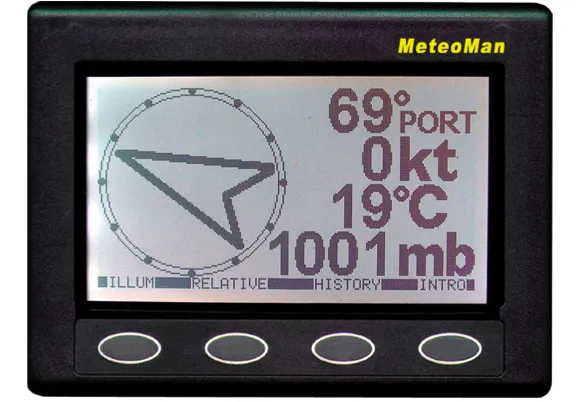 MeteoMan
69°PORT
0kt
19°C
1001mb
ILLUM RELATIVE HISTORY INTRO